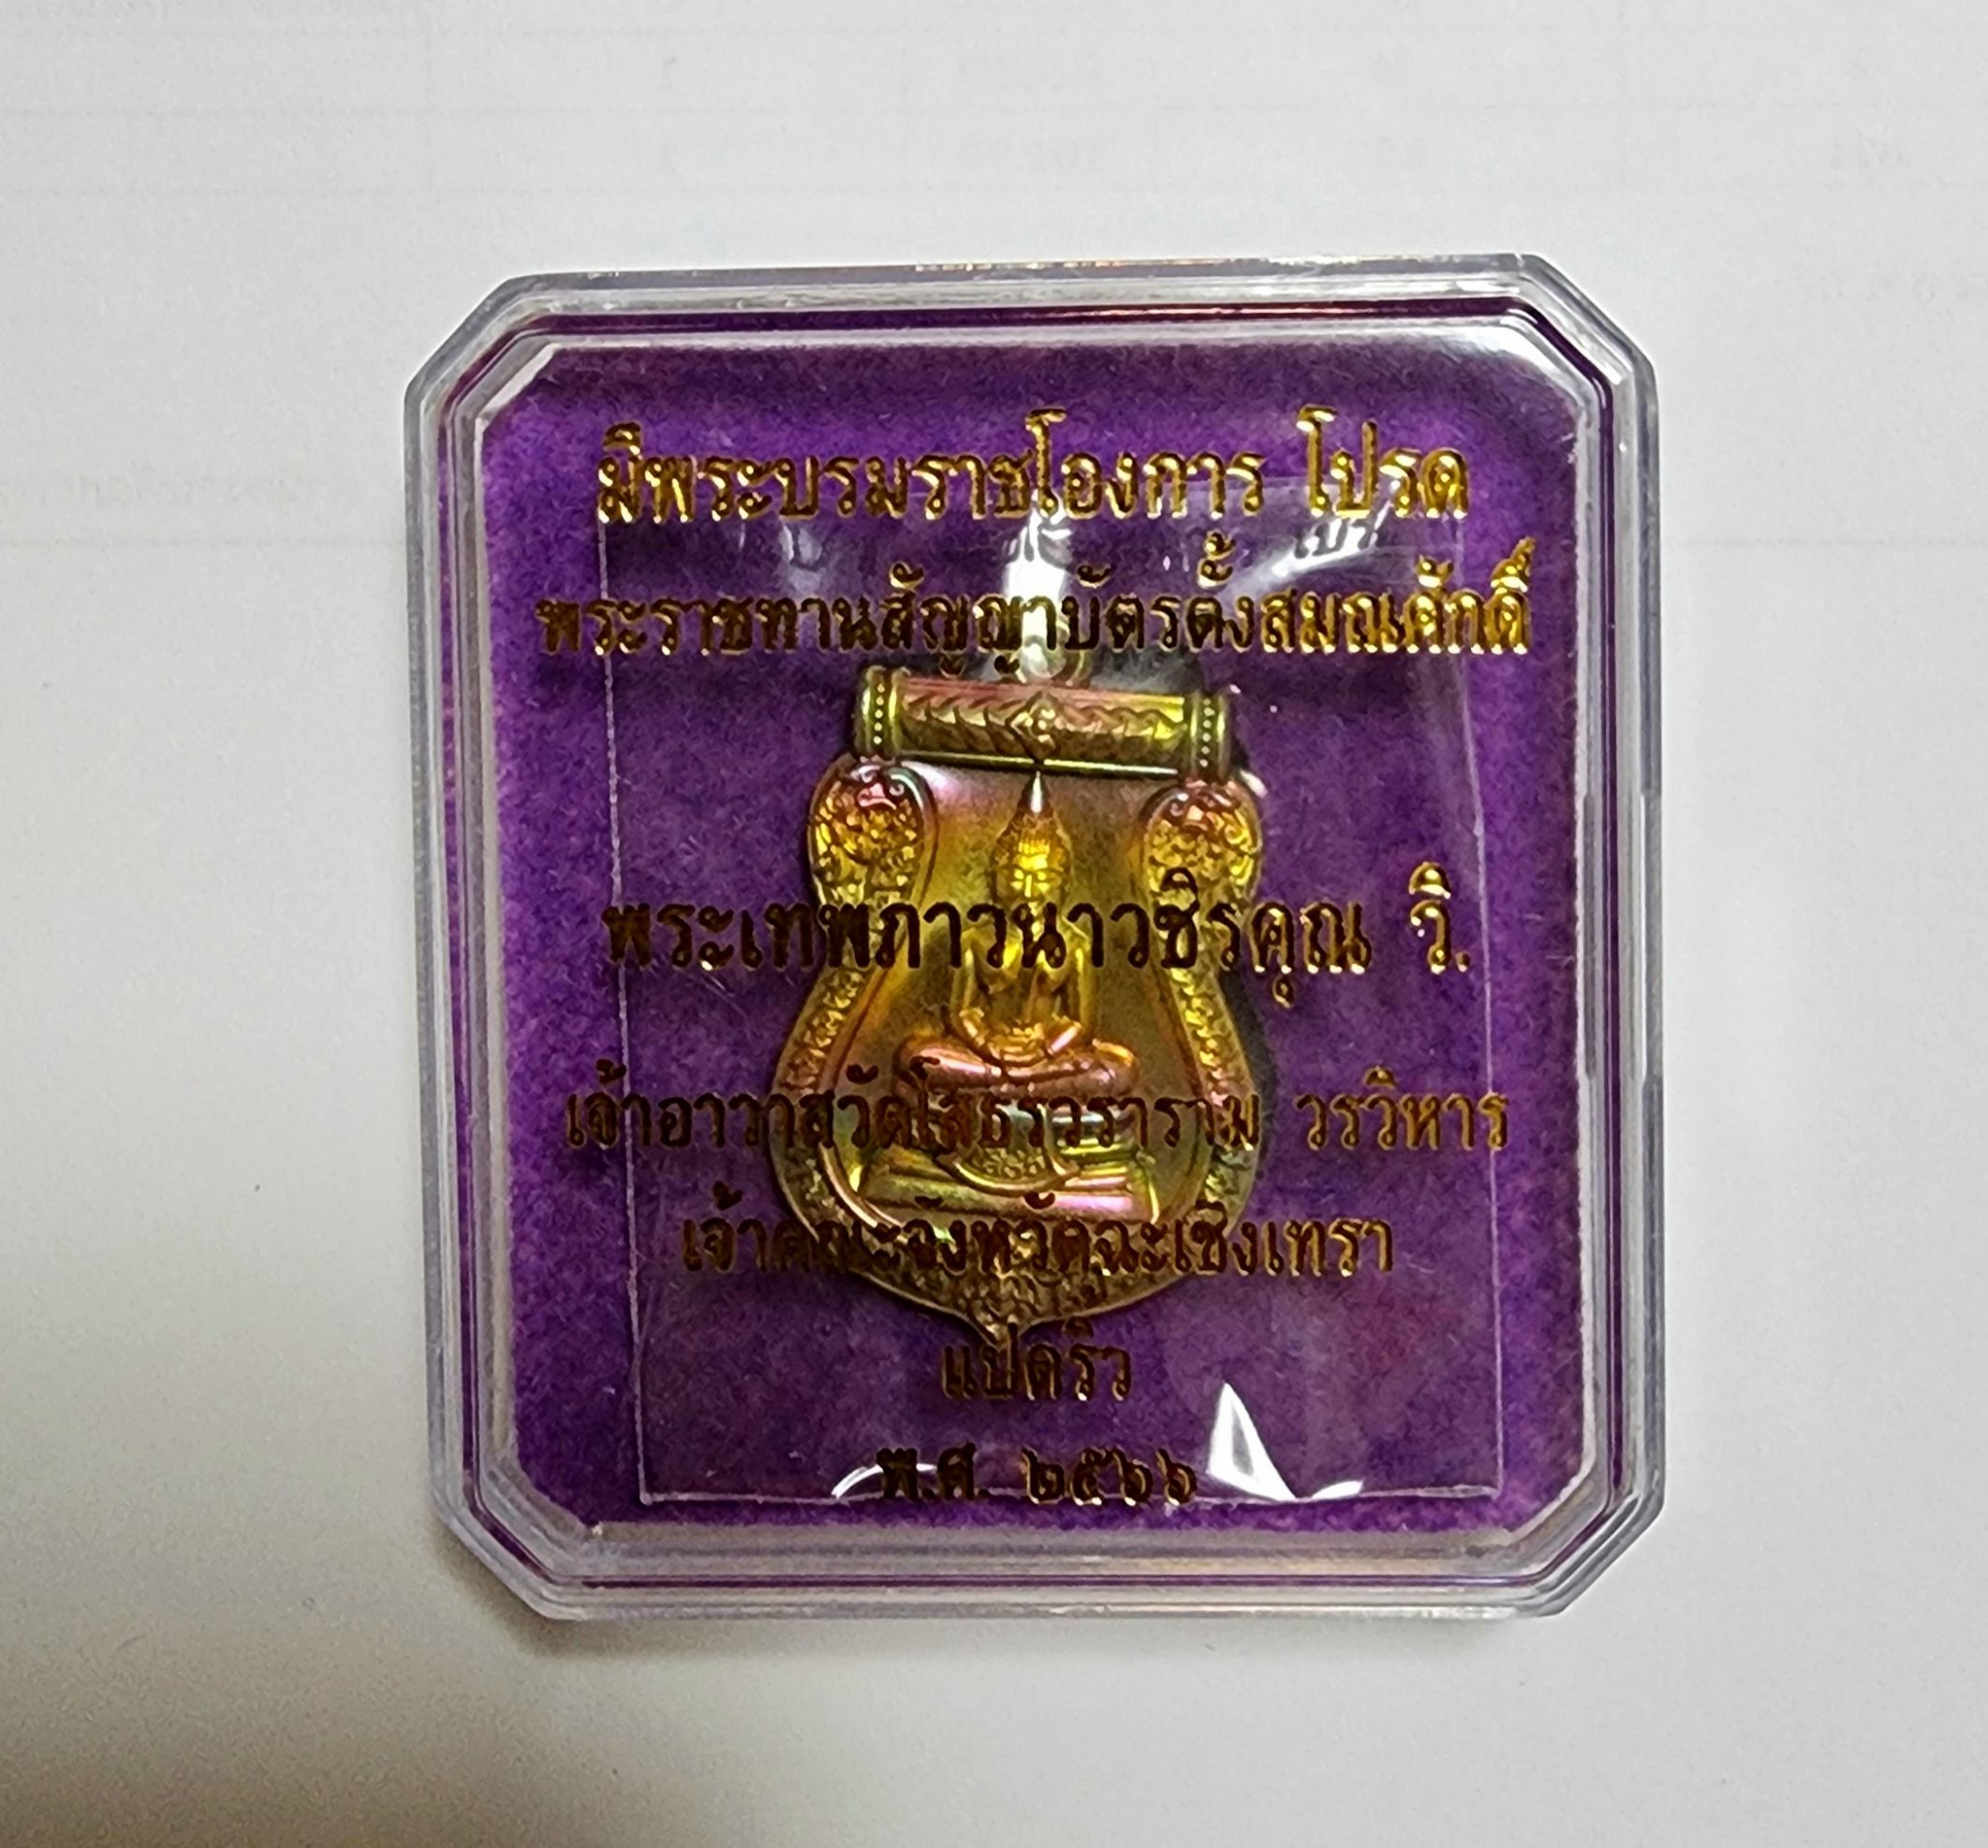 มีพระบรมราชโองการ โปรด
พระราชทานสัญญาบัตรตั้งสมณศักดิ์
พระเทพภาวนาวชิรคุณ วิ.
เจ้าอาวาสวัดโสธรวราราม วรวิหาร
เจ้าคณะจังหวัดฉะเชิงเทรา
แปดริ้ว
พ.ศ. ๒๕๖๖